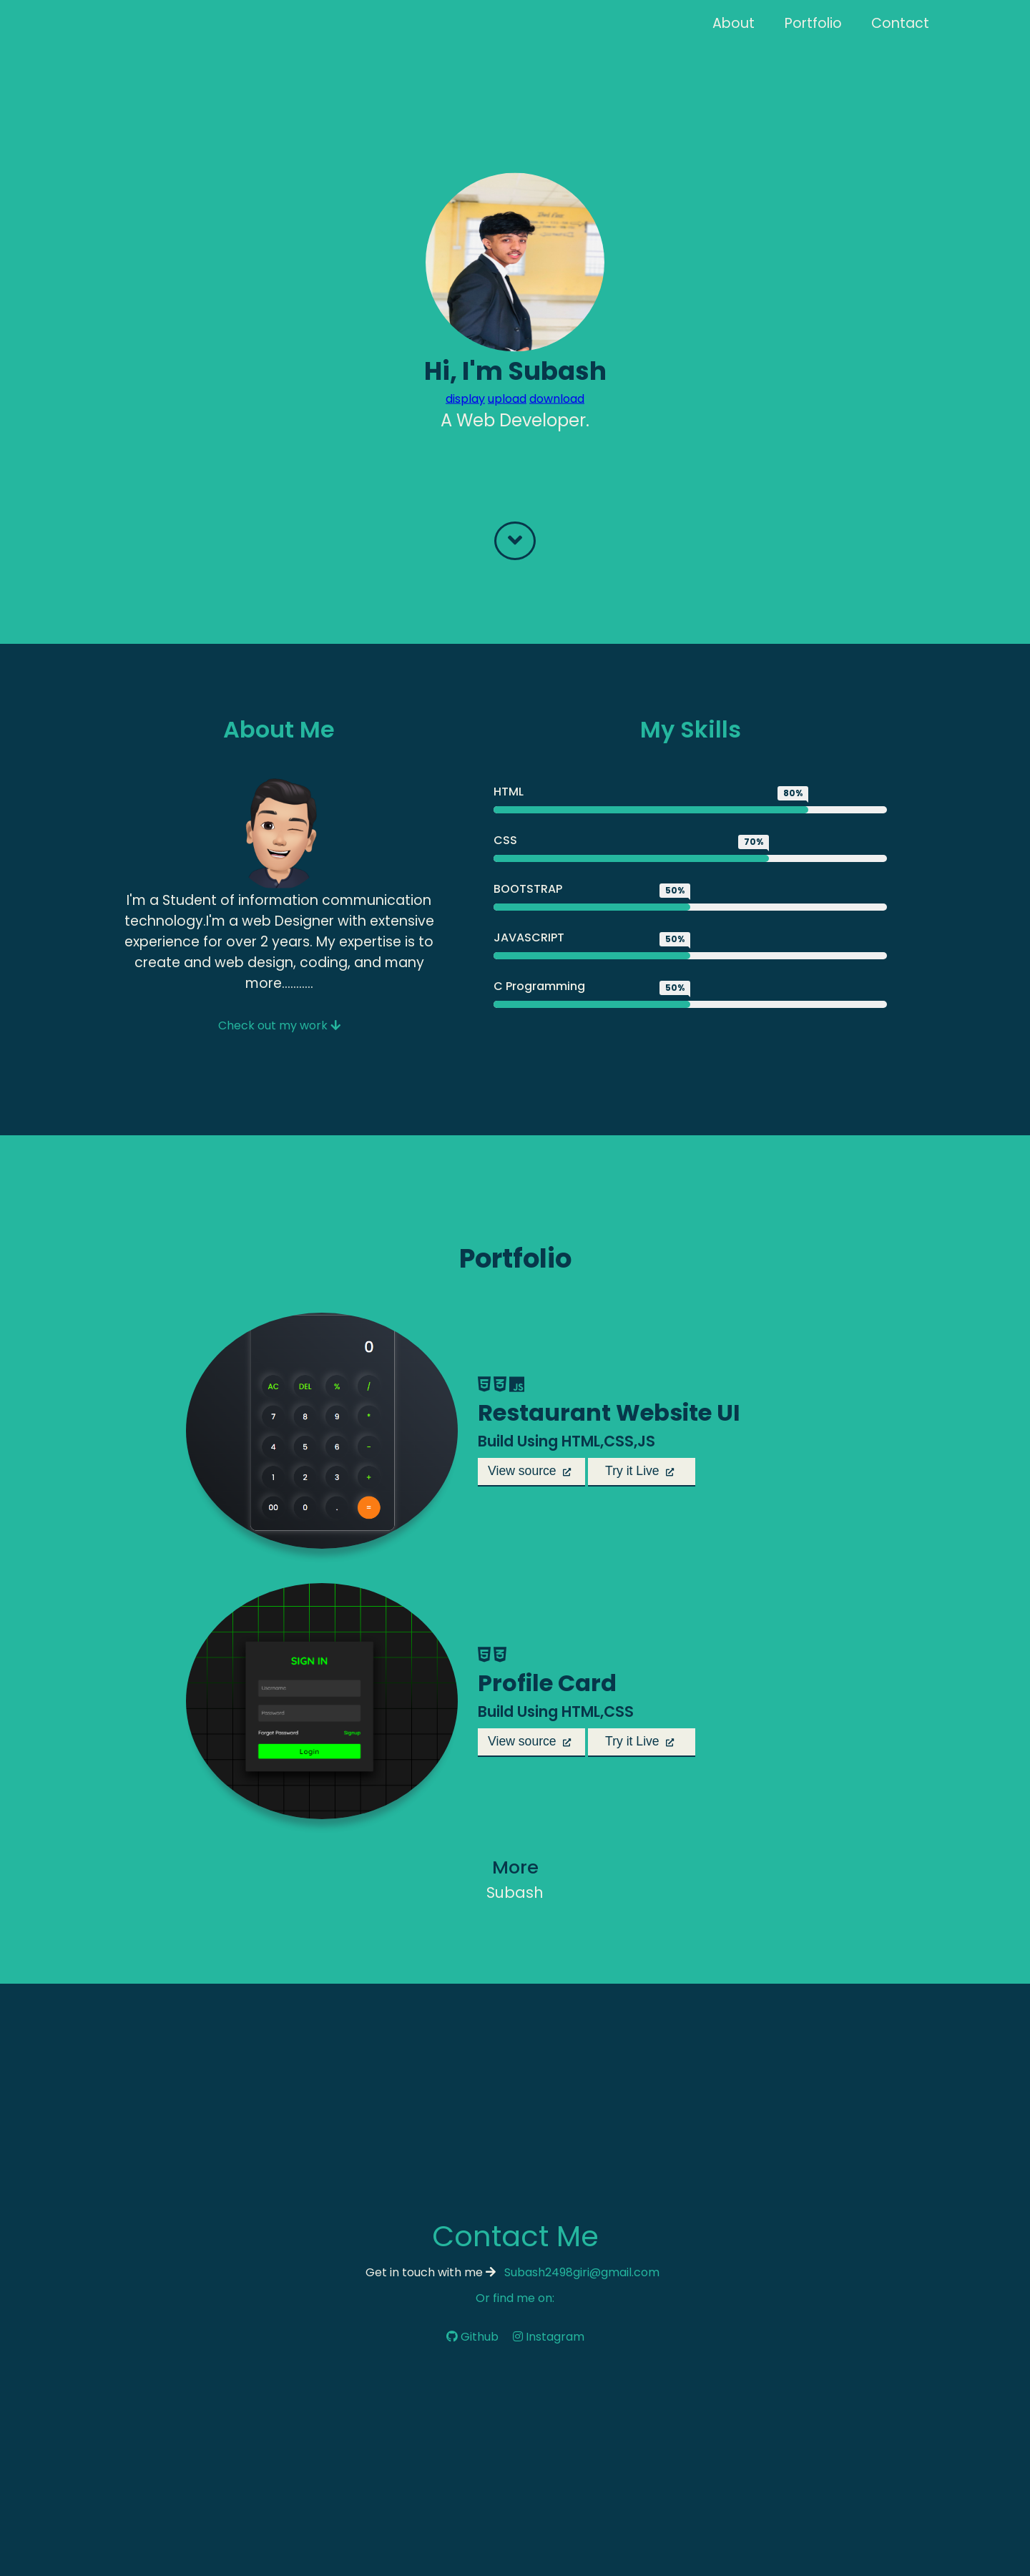 About Portfolio Contact
Hi, I'm Subash
display upload download
A Web Developer.
About Me
I'm a Student of information communication
technology.I'm a web Designer with extensive
experience for over 2 years. My expertise is to
create and web design, coding, and many
more...........
Check out my work
My Skills
HTML 80%
CSS 70%
BOOTSTRAP 50%
JAVASCRIPT 50%
C Programming 50%
Portfolio
0
AC DEL % /
7 8 9 *
4 5 6 -
1 2 3 +
00 0 . =
JS
Restaurant Website UI
Build Using HTML,CSS,JS
View source Try it Live
SIGN IN
Username
Password
Forgot Password Signup
Login
Profile Card
Build Using HTML,CSS
View source Try it Live
More
Subash
Contact Me
Get in touch with me Subash2498giri@gmail.com
Or find me on:
Github Instagram